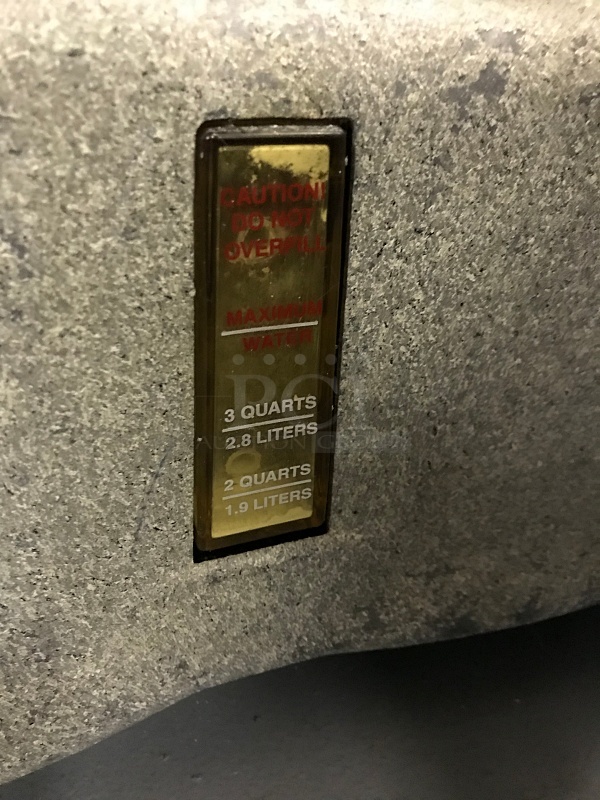 CAUTION!
DO NOT
OVERFILL
MAXIMUM
WATER
3 QUARTS
2.8 LITERS
2 QUARTS
1.9 LITERS